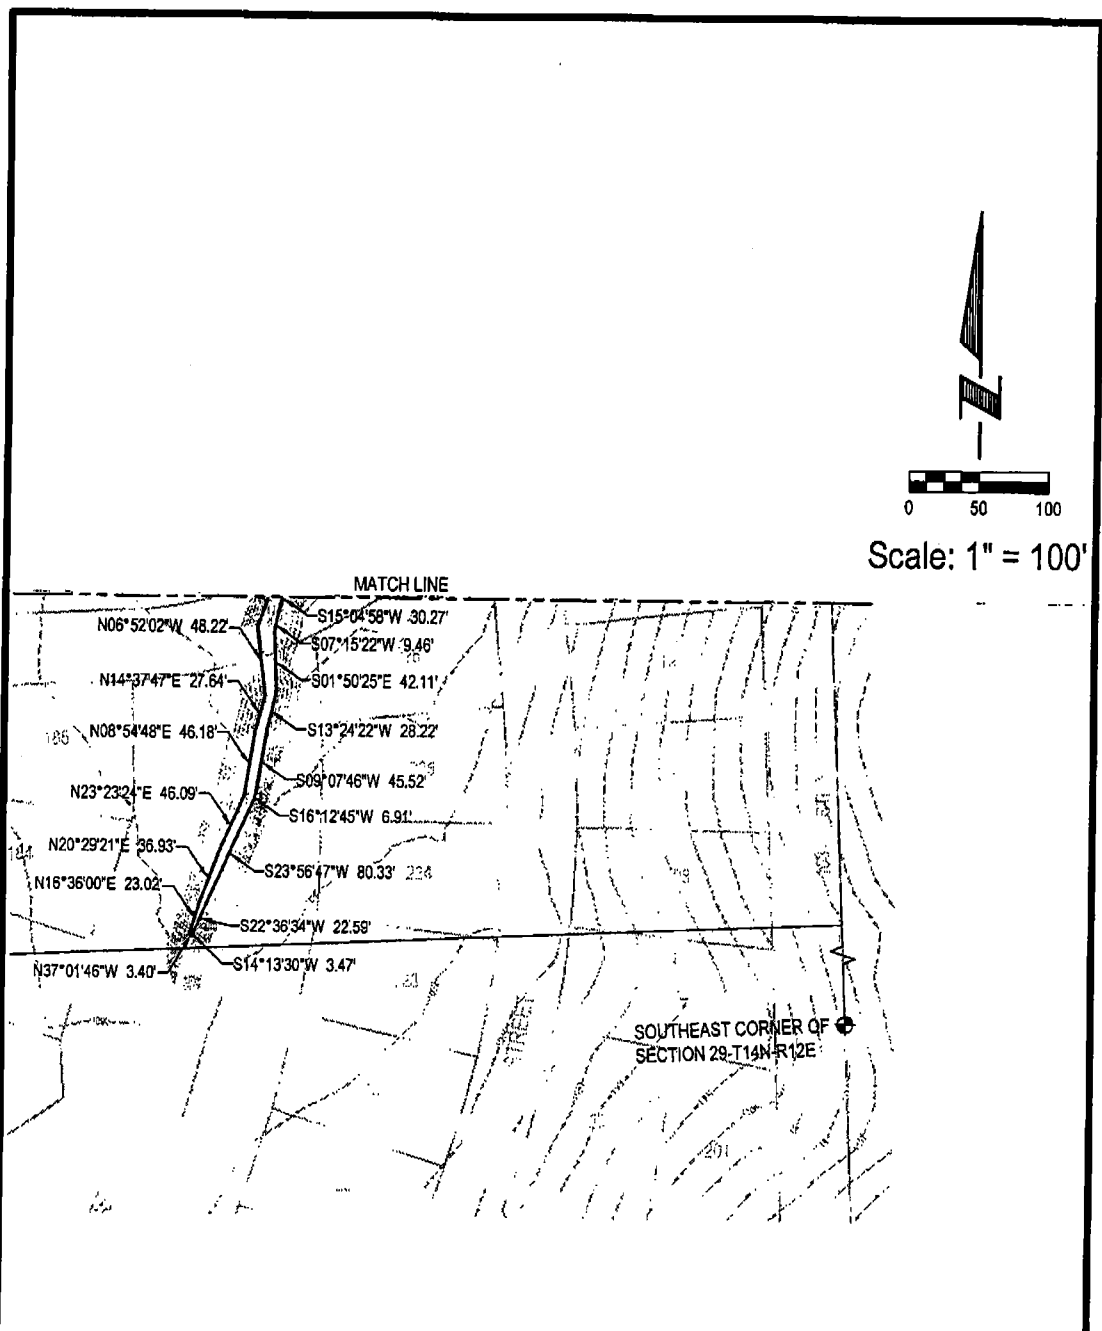 0 50 100
Scale: 1" = 100'
MATCH LINE
S15°04'58"W 30.27'
N06°52'02"W 48.22'
S07°15'22"W 9.46'
N14°37'47"E 27.64'
S01°50'25"E 42.11'
N08°54'48"E 46.18'
S13°24'22"W 28.22'
S09°07'46"W 45.52'
N23°23'24"E 46.09'
S16°12'45"W 6.91'
N20°29'21"E 36.93'
S23°56'47"W 80.33'
234
N16°36'00"E 23.02'
S22°36'34"W 22.59'
S14°13'30"W 3.47'
N37°01'46"W 3.40'
STREET
SOUTHEAST CORNER OF
SECTION 29-T14N-R12E
201